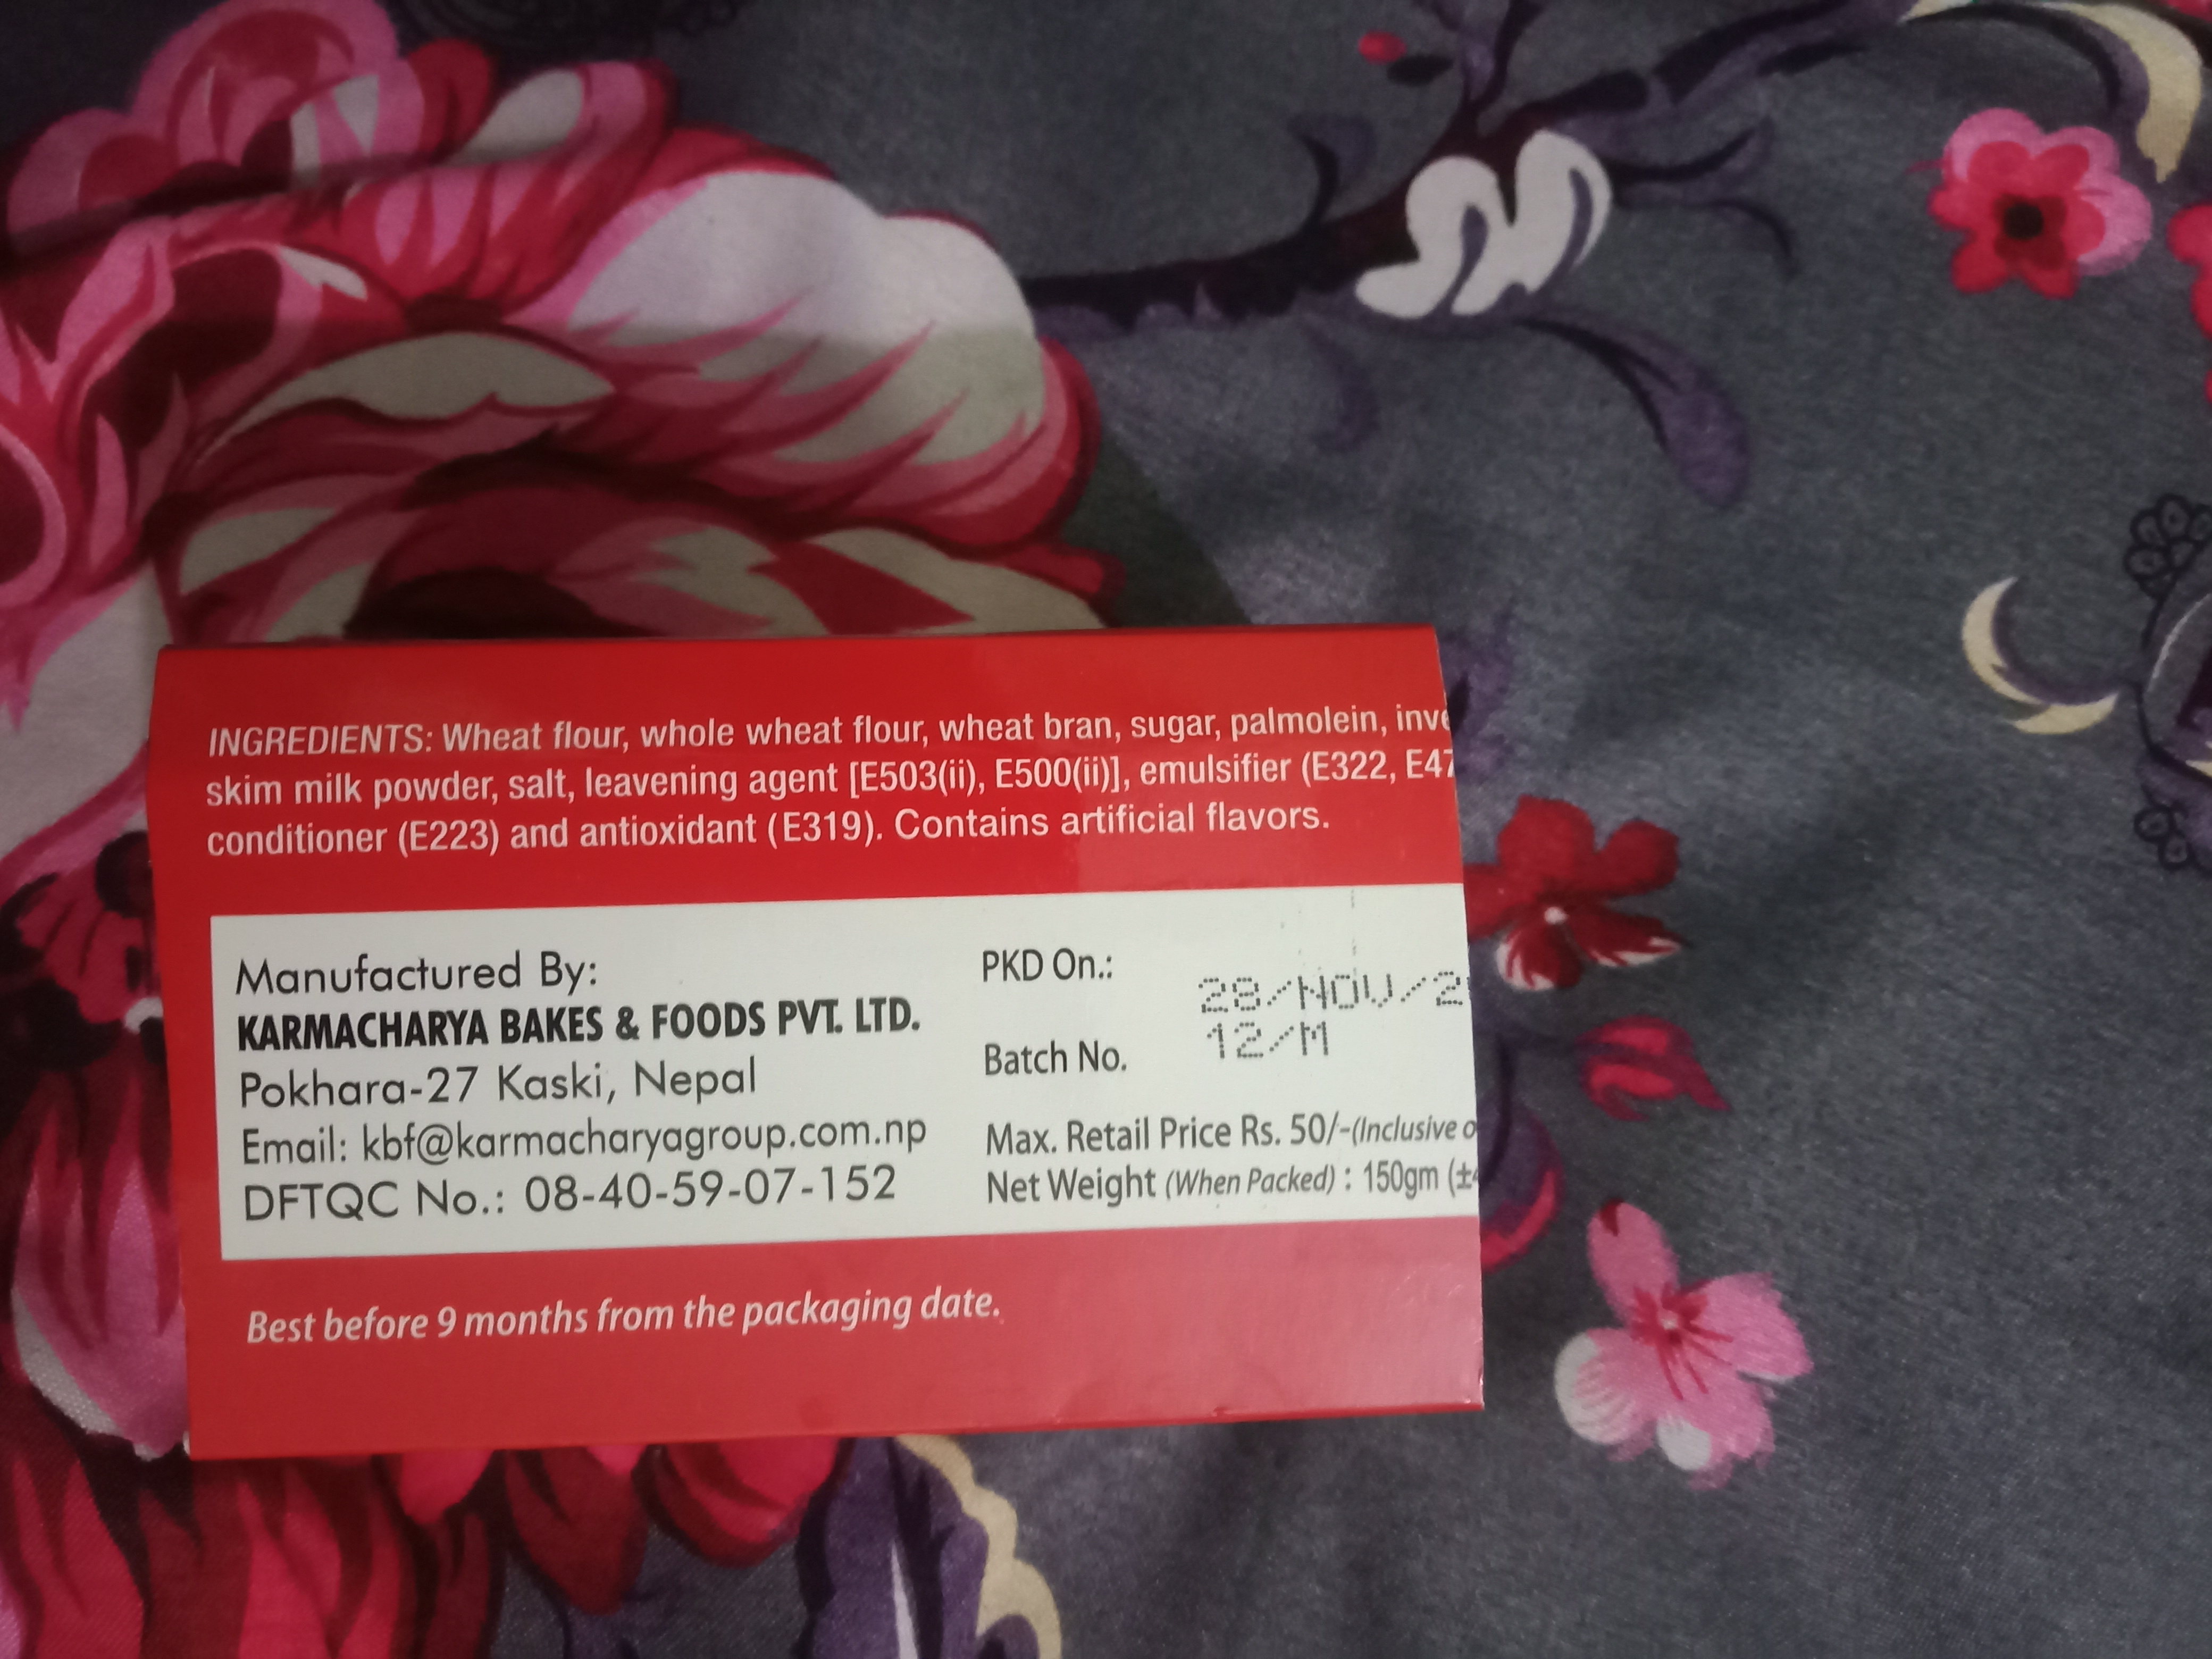 INGREDIENTS: Wheat flour, whole wheat flour, wheat bran, sugar, palmolein,
skim milk powder, salt, leavening agent [E503(ii), E500(ii)], emulsifier (E322,
conditioner (E223) and antioxidant (E319). Contains artificial flavors.
Manufactured By:
KARMACHARYA BAKES & FOODS PVT. LTD.
Pokhara-27 Kaski, Nepal
Email: kbf@karmacharyagroup.com.np
DFTQC No.: 08-40-59-07-152
PKD On.:
28/NOV/2
Batch No.
12/M
Max. Retail Price Rs. 50/-(Inclusive
Net Weight (When Packed) : 150gm
Best before 9 months from the packaging date.